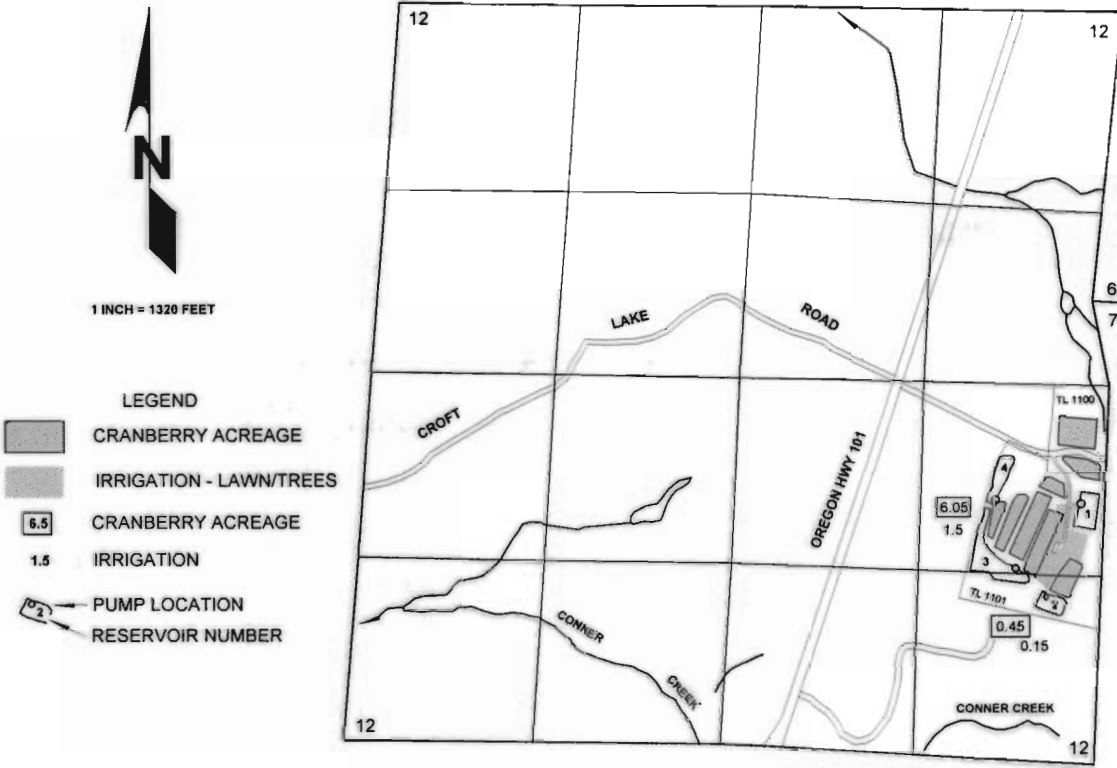 12
12
N
1 INCH = 1320 FEET
6
7
LAKE
ROAD
CROFT
TL 1100
OREGON HWY 101
LEGEND
CRANBERRY ACREAGE
IRRIGATION - LAWN/TREES
6.5 CRANBERRY ACREAGE
1.5 IRRIGATION
2 PUMP LOCATION
RESERVOIR NUMBER
4
1
6.05
1.5
3
TL 1101
2
0.45
0.15
CONNER
CREEK
CONNER CREEK
12
12